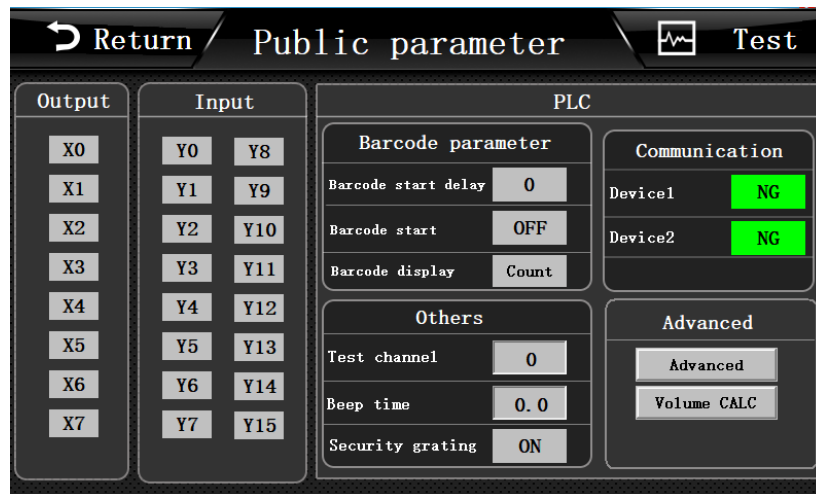 Return
Public parameter
Test
Output
Input
PLC
X0
X1
X2
X3
X4
X5
X6
X7
Y0 Y8
Y1 Y9
Y2 Y10
Y3 Y11
Y4 Y12
Y5 Y13
Y6 Y14
Y7 Y15
Barcode parameter
Barcode start delay 0
Barcode start OFF
Barcode display Count
Others
Test channel 0
Beep time 0.0
Security grating ON
Communication
Device1 NG
Device2 NG
Advanced
Advanced
Volume CALC